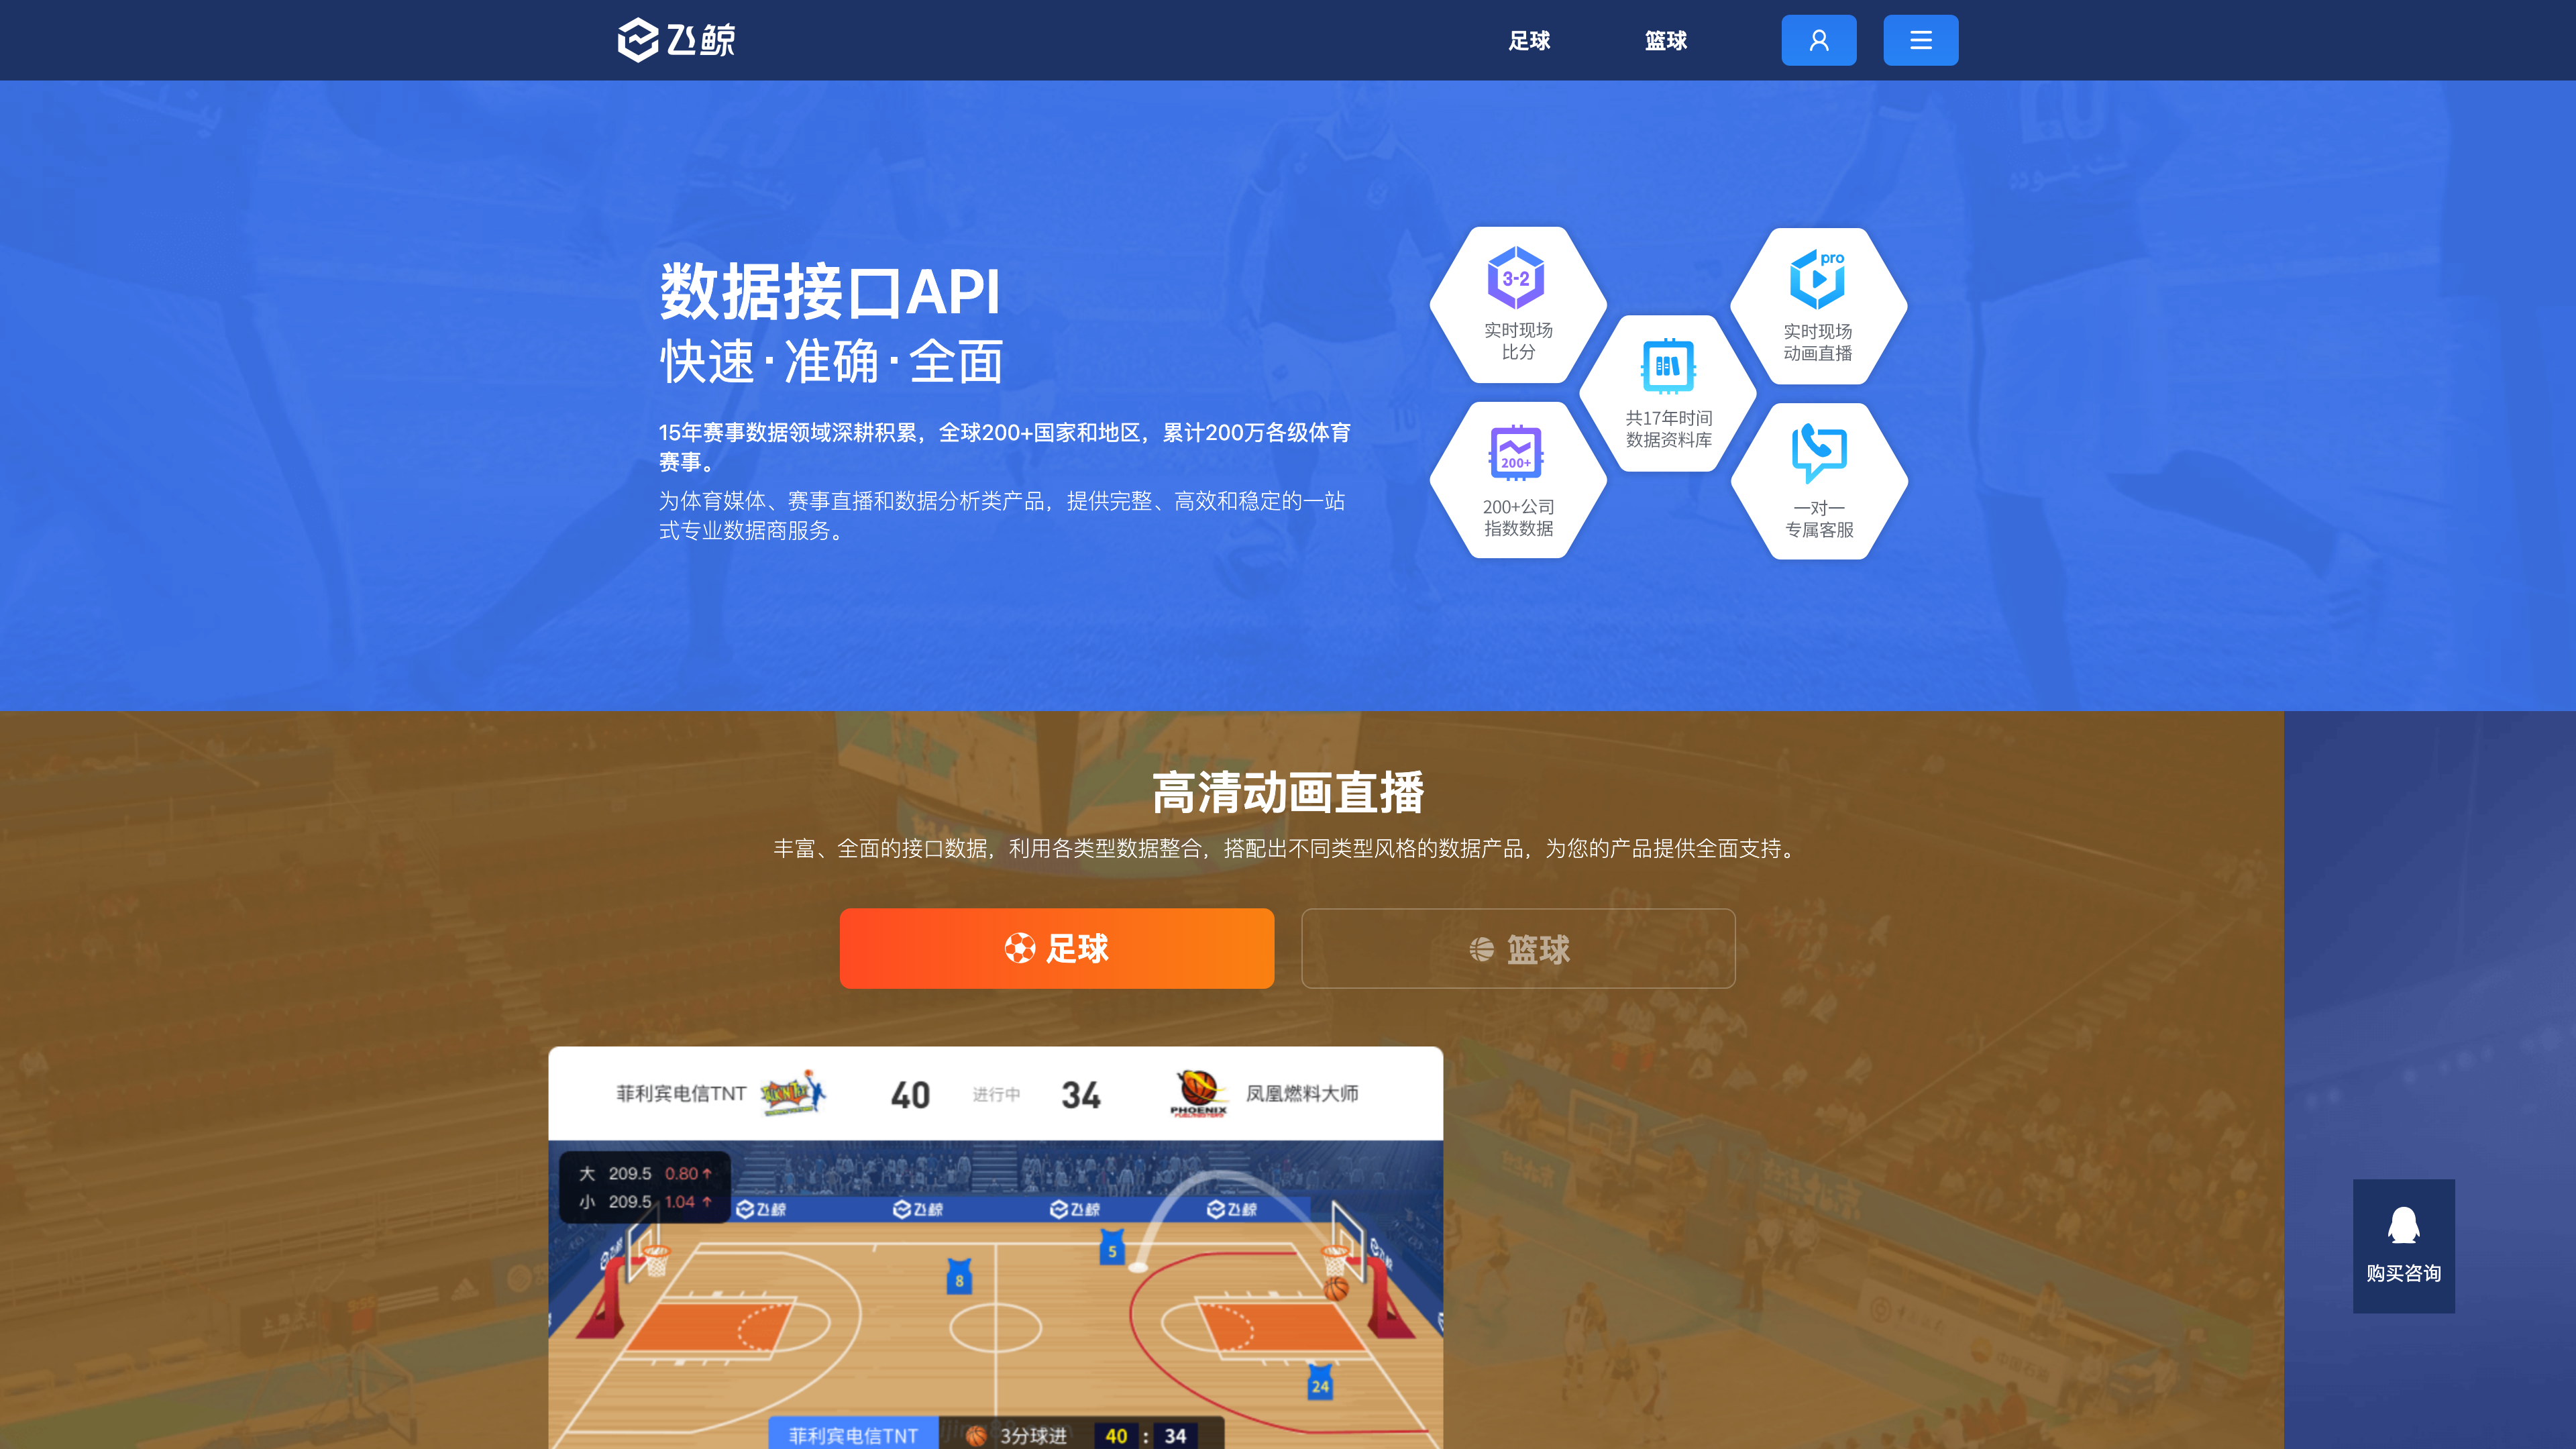 飞鲸
足球
篮球
数据接口API
快速·准确·全面
15年赛事数据领域深耕积累，全球200+国家和地区，累计200万各级体育
赛事。
为体育媒体、赛事直播和数据分析类产品，提供完整、高效和稳定的一站
式专业数据商服务。
3-2
实时现场
比分
pro
实时现场
动画直播
共17年时间
数据资料库
200+
200+公司
指数数据
一对一
专属客服
高清动画直播
丰富、全面的接口数据，利用各类型数据整合，搭配出不同类型风格的数据产品，为您的产品提供全面支持。
足球
篮球
菲利宾电信TNT
40
进行中
34
PHOENIX
凤凰燃料大师
大 209.5 0.80↑
小 209.5 1.04↑
飞鲸
飞鲸
飞鲸
飞鲸
5
8
24
菲利宾电信TNT
3分球进
40 : 34
购买咨询